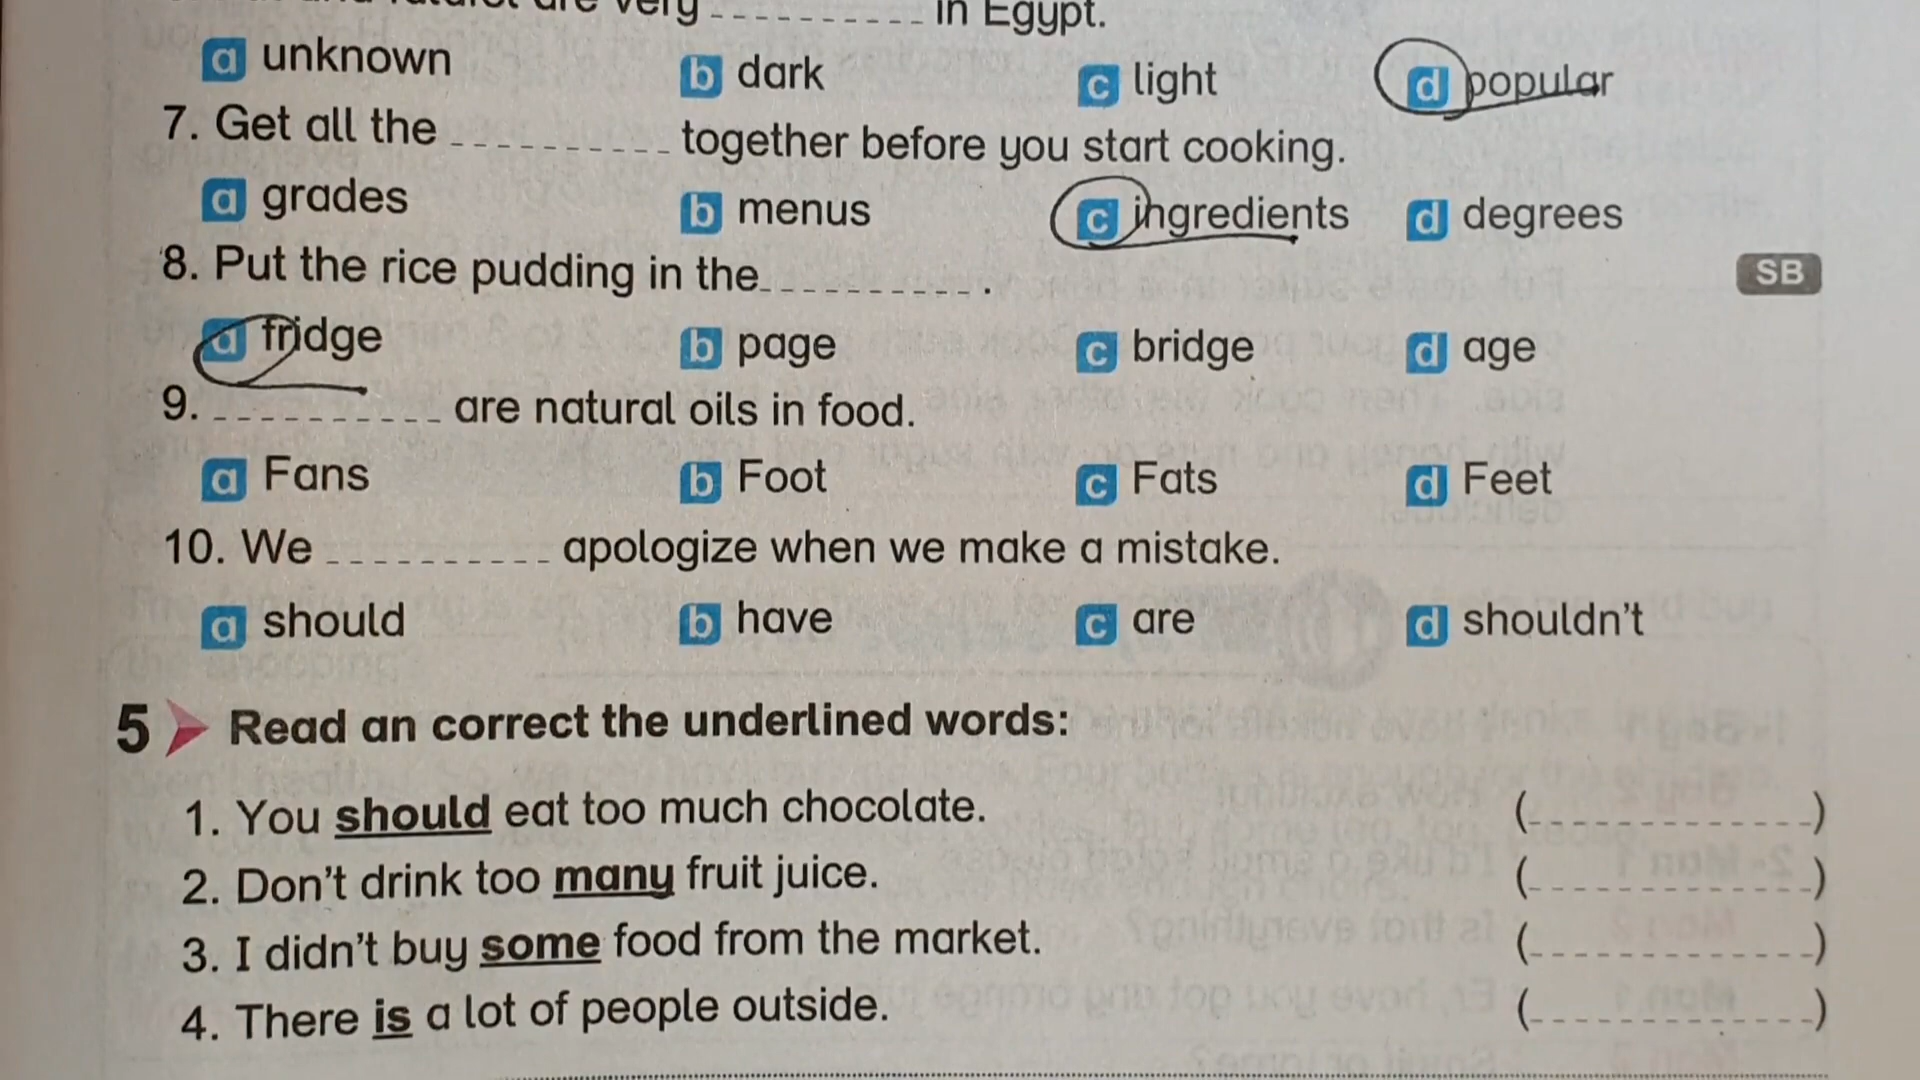 are very ---------- in Egypt.
a unknown b dark c light d popular
7. Get all the ---------- together before you start cooking.
a grades b menus c ingredients d degrees
8. Put the rice pudding in the ---------- .
SB
a fridge b page c bridge d age
9. ---------- are natural oils in food.
a Fans b Foot c Fats d Feet
10. We ---------- apologize when we make a mistake.
a should b have c are d shouldn't
5 Read an correct the underlined words:
1. You should eat too much chocolate. (------------)
2. Don't drink too many fruit juice. (------------)
3. I didn't buy some food from the market. (------------)
4. There is a lot of people outside. (------------)